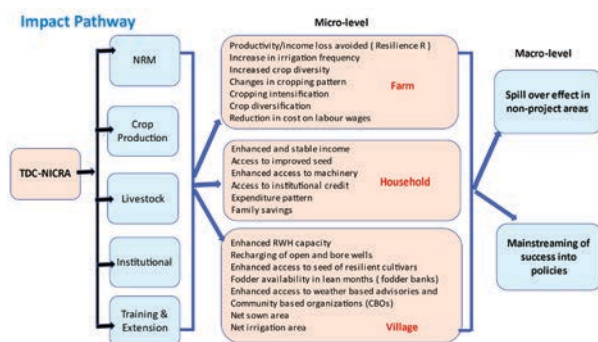 Impact Pathway
Micro-level
Macro-level
TDC-NICRA
NRM
Crop
Production
Livestock
Institutional
Training &
Extension
Productivity/income loss avoided ( Resilience R )
Increase in irrigation frequency
Increased crop diversity
Changes in cropping pattern
Cropping intensification
Crop diversification
Reduction in cost on labour wages
Farm
Enhanced and stable income
Access to improved seed
Enhanced access to machinery
Access to institutional credit
Expenditure pattern
Family savings
Household
Enhanced RWH capacity
Recharging of open and bore wells
Enhanced access to seed of resilient cultivars
Fodder availability in lean months ( fodder banks)
Enhanced access to weather based advisories and
Community based organizations (CBOs)
Net sown area
Net irrigation area
Village
Spill over effect in
non-project areas
Mainstreaming of
success into
policies